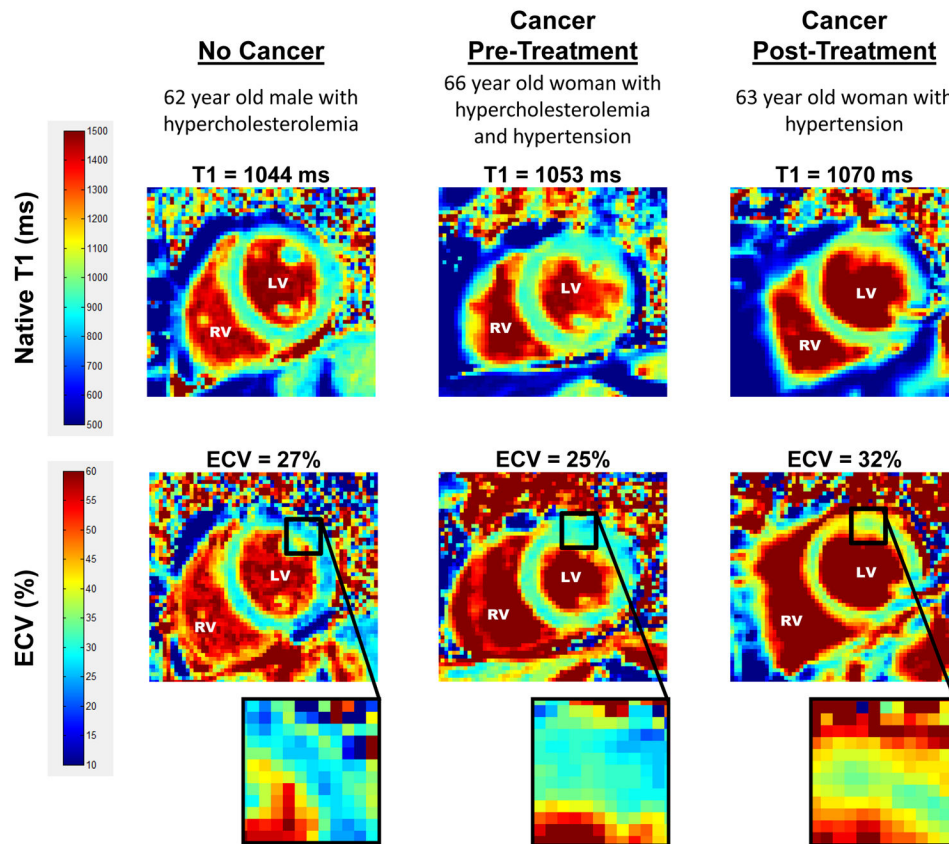 No Cancer
Cancer
Pre-Treatment
Cancer
Post-Treatment
62 year old male with
hypercholesterolemia
66 year old woman with
hypercholesterolemia
and hypertension
63 year old woman with
hypertension
Native T1 (ms)
1500
1400
1300
1200
1100
1000
900
800
700
600
500
T1 = 1044 ms
LV
RV
T1 = 1053 ms
LV
RV
T1 = 1070 ms
LV
RV
ECV (%)
60
55
50
45
40
35
30
25
20
15
10
ECV = 27%
LV
RV
ECV = 25%
LV
RV
ECV = 32%
LV
RV